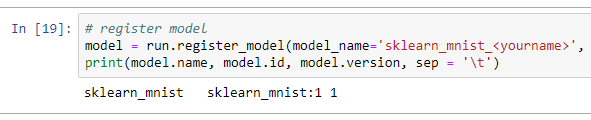 In [19]: # register model
model = run.register_model(model_name='sklearn_mnist_<yourname>',
print(model.name, model.id, model.version, sep = '\t')
sklearn_mnist sklearn_mnist:1 1